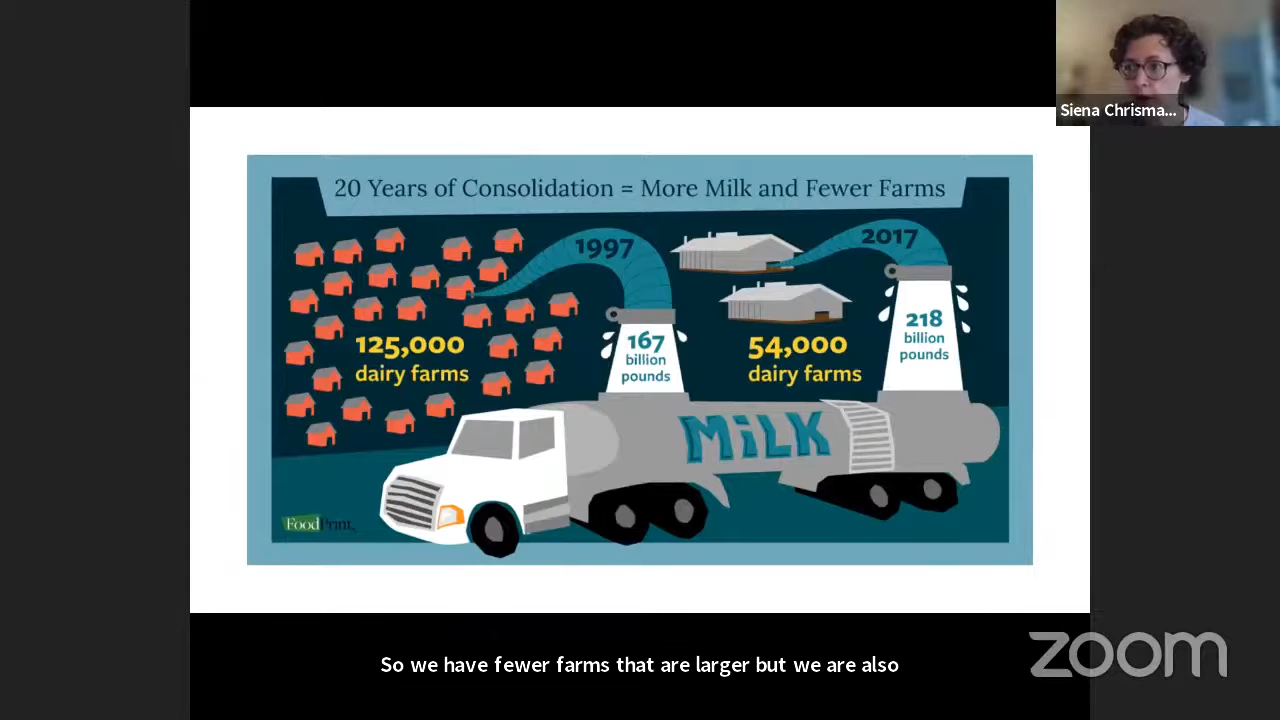 Siena Chrisma...
20 Years of Consolidation = More Milk and Fewer Farms
1997
2017
125,000
dairy farms
167
billion
pounds
54,000
dairy farms
218
billion
pounds
MiLK
FoodPrint
So we have fewer farms that are larger but we are also
zoom